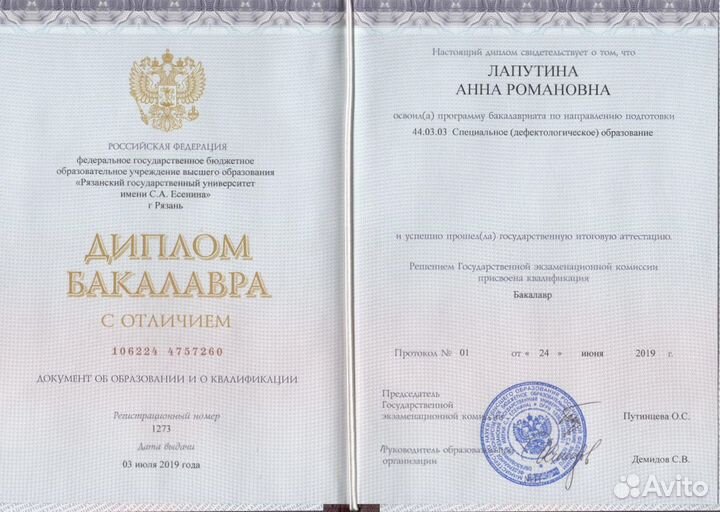 РОССИЙСКАЯ ФЕДЕРАЦИЯ
федеральное государственное бюджетное
образовательное учреждение высшего образования
«Рязанский государственный университет
имени С.А. Есенина»
г Рязань
ДИПЛОМ
БАКАЛАВРА
С ОТЛИЧИЕМ
106224 4757260
ДОКУМЕНТ ОБ ОБРАЗОВАНИИ И О КВАЛИФИКАЦИИ
Регистрационный номер
1273
Дата выдачи
03 июля 2019 года
Настоящий диплом свидетельствует о том, что
ЛАПУТИНА
АННА РОМАНОВНА
освоил(а) программу бакалавриата по направлению подготовки
44.03.03 Специальное (дефектологическое) образование
и успешно прошел(ла) государственную итоговую аттестацию.
Решением Государственной экзаменационной комиссии
присвоена квалификация
Бакалавр
Протокол № 01 от « 24 » июня 2019 г.
Председатель
Государственной
экзаменационной комиссии Путинцева О.С.
Руководитель образовательной
организации Демидов С.В.
Avito